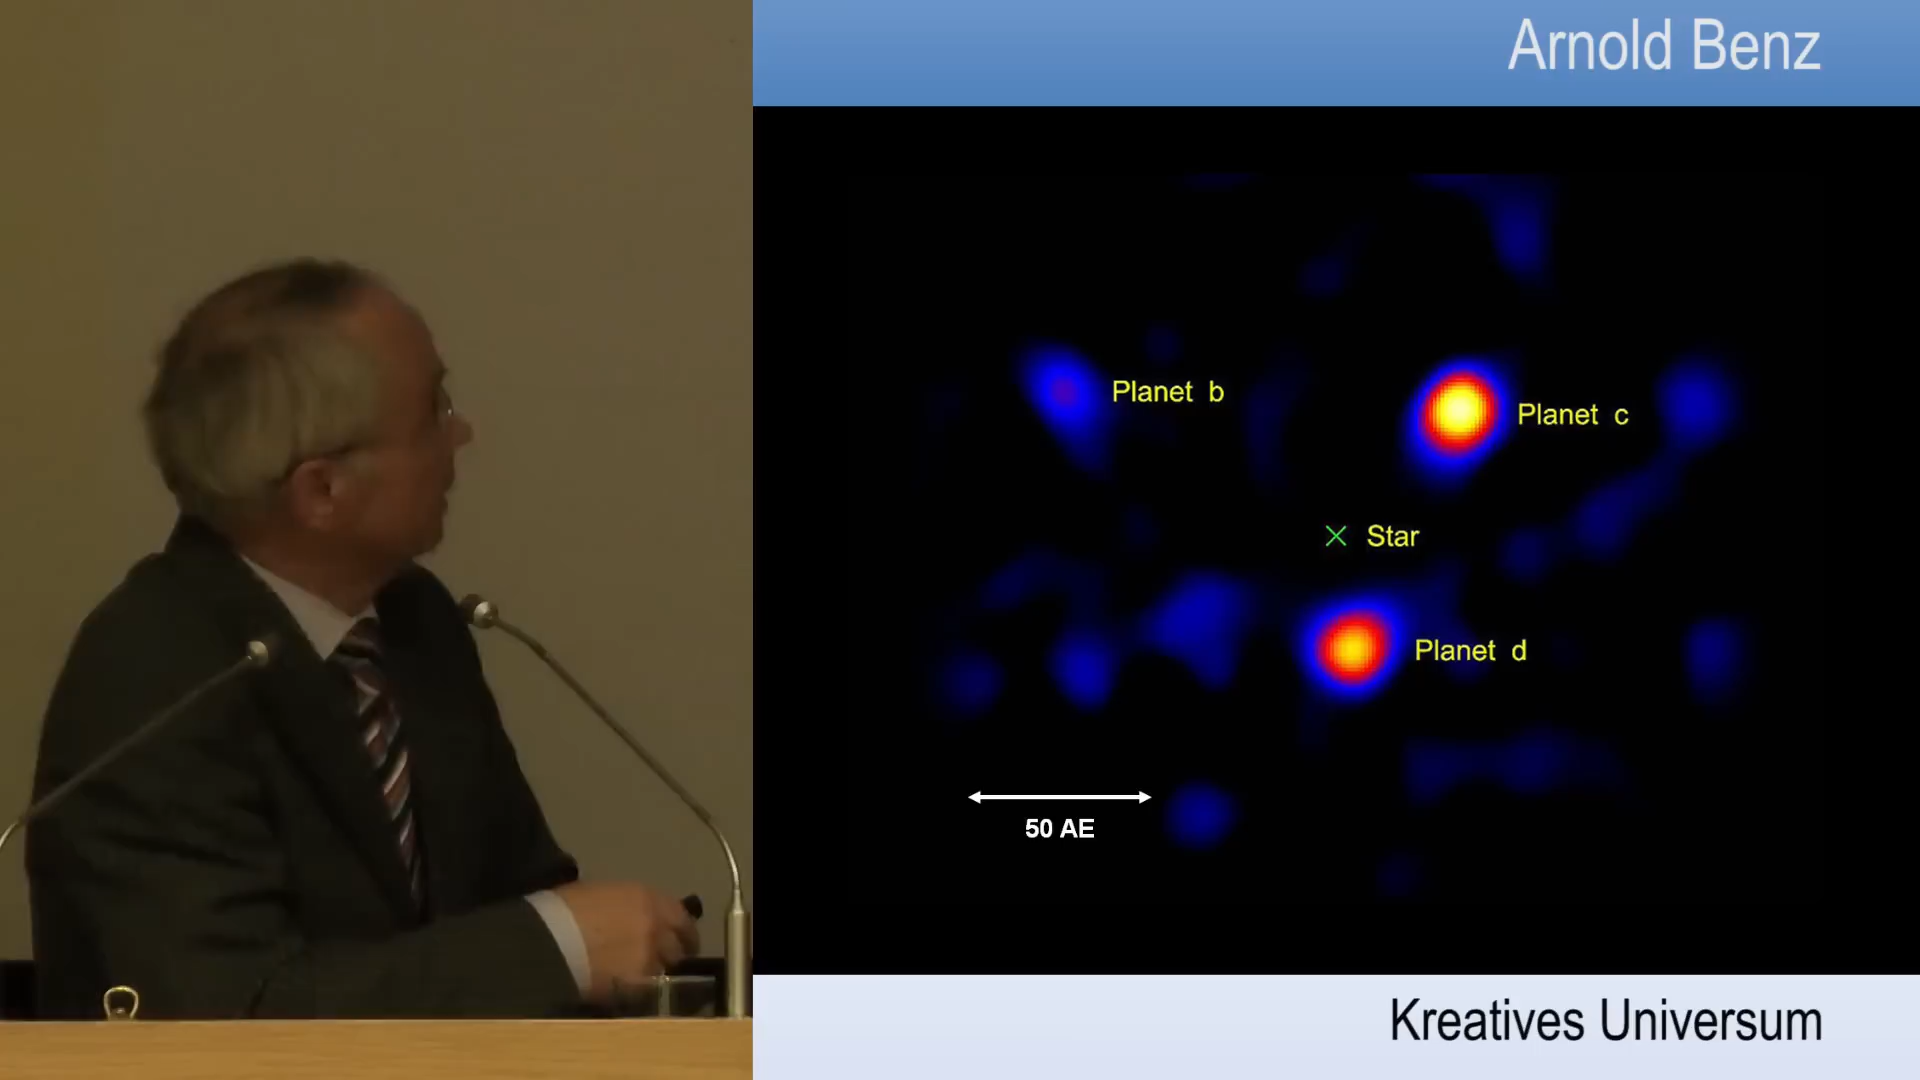 Arnold Benz
Planet b
Planet c
Star
Planet d
50 AE
Kreatives Universum